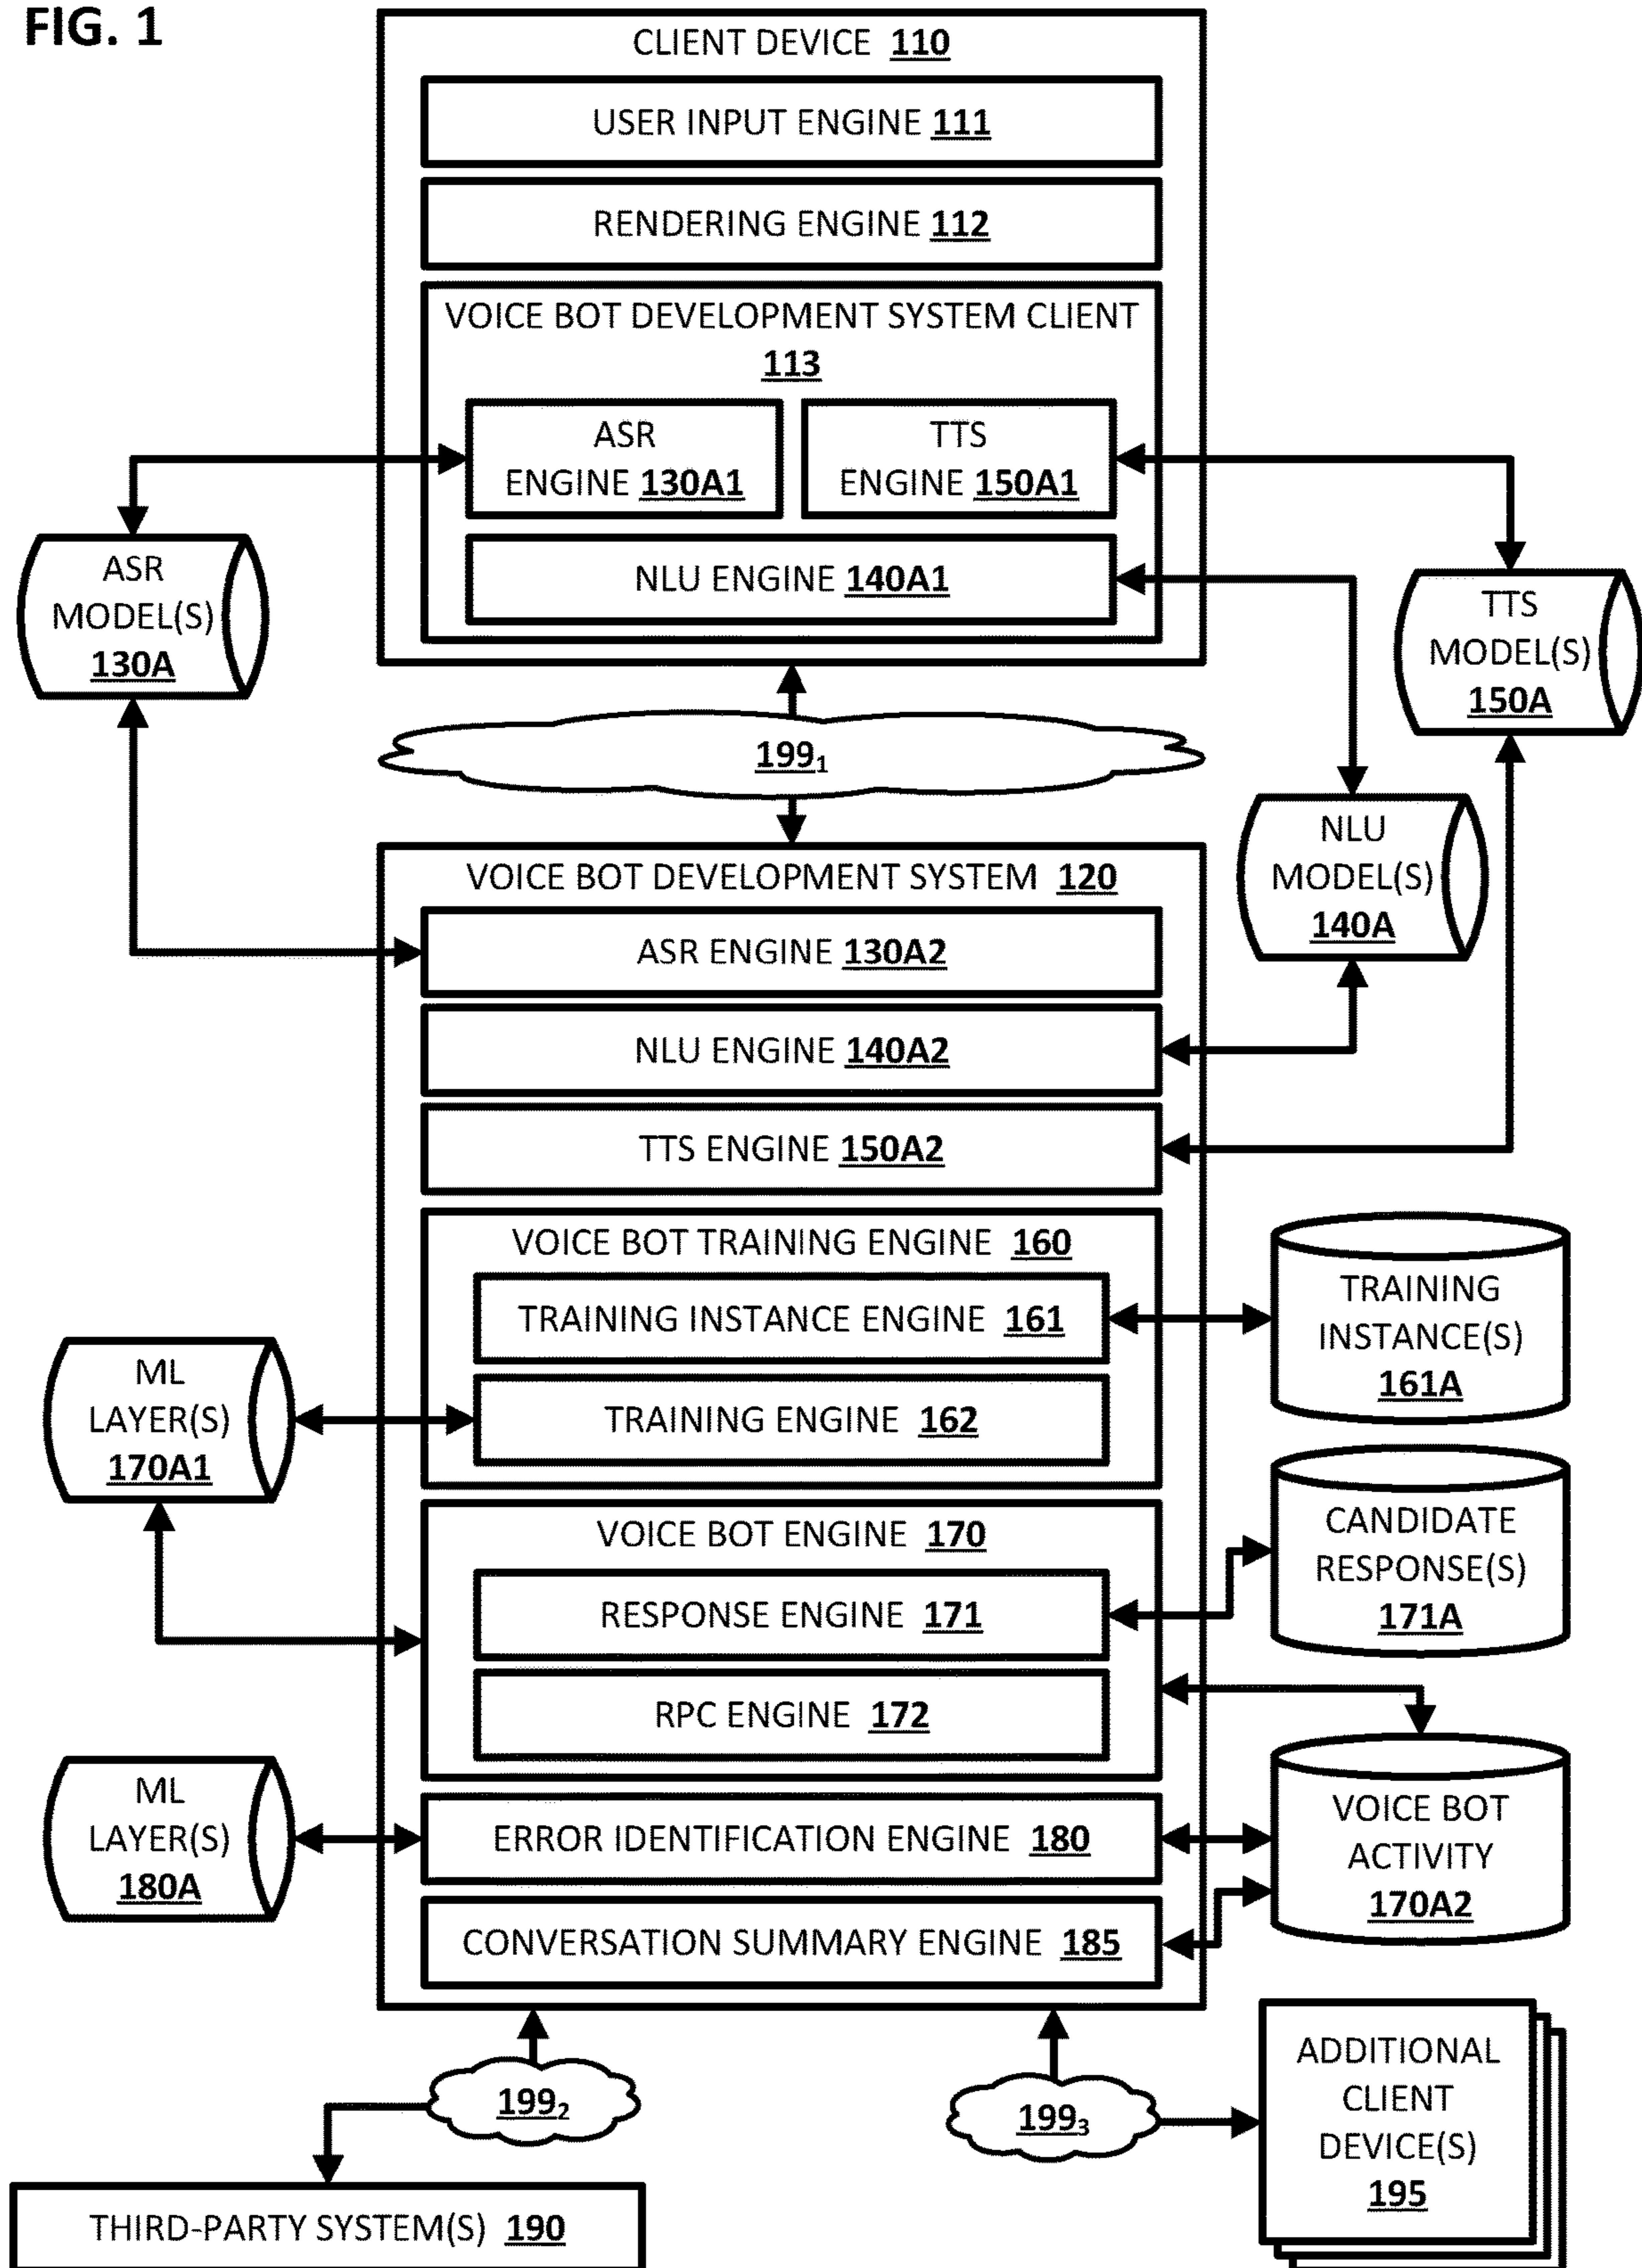 FIG. 1
CLIENT DEVICE 110
USER INPUT ENGINE 111
RENDERING ENGINE 112
VOICE BOT DEVELOPMENT SYSTEM CLIENT
113
ASR
ENGINE 130A1
TTS
ENGINE 150A1
NLU ENGINE 140A1
ASR
MODEL(S)
130A
TTS
MODEL(S)
150A
199₁
NLU
MODEL(S)
140A
VOICE BOT DEVELOPMENT SYSTEM 120
ASR ENGINE 130A2
NLU ENGINE 140A2
TTS ENGINE 150A2
VOICE BOT TRAINING ENGINE 160
TRAINING INSTANCE ENGINE 161
TRAINING ENGINE 162
TRAINING
INSTANCE(S)
161A
ML
LAYER(S)
170A1
VOICE BOT ENGINE 170
RESPONSE ENGINE 171
RPC ENGINE 172
CANDIDATE
RESPONSE(S)
171A
ML
LAYER(S)
180A
ERROR IDENTIFICATION ENGINE 180
CONVERSATION SUMMARY ENGINE 185
VOICE BOT
ACTIVITY
170A2
199₂
199₃
ADDITIONAL
CLIENT
DEVICE(S)
195
THIRD-PARTY SYSTEM(S) 190